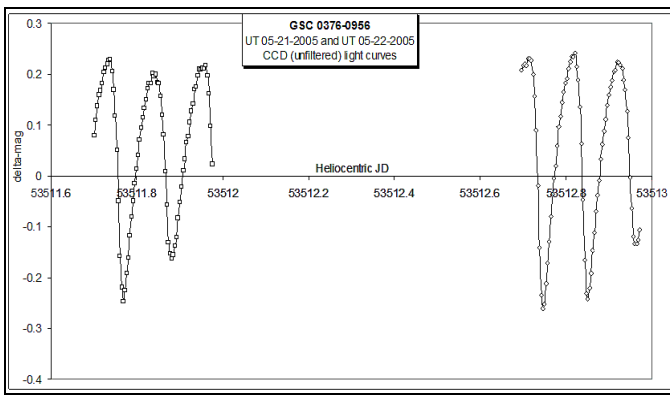 0.3
GSC 0376-0956
UT 05-21-2005 and UT 05-22-2005
CCD (unfiltered) light curves
0.2
0.1
delta-mag
0
Heliocentric JD
53511.6 53511.8 53512 53512.2 53512.4 53512.6 53512.8 53513
-0.1
-0.2
-0.3
-0.4